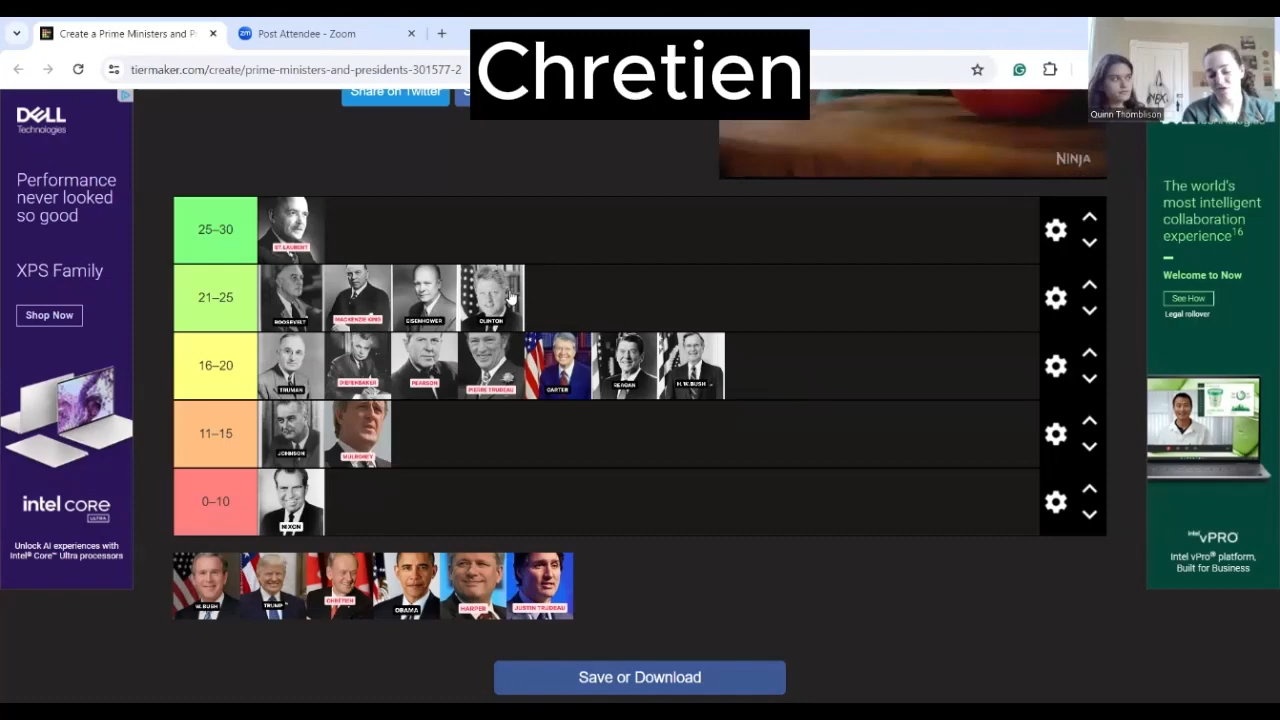 Create a Prime Ministers and P
Post Attendee - Zoom
tiermaker.com/create/prime-ministers-and-presidents-301577-2
Chretien
Share on Twitter
Quinn Thomblison
NINJA
DELL
Technologies
Performance
never looked
so good
XPS Family
Shop Now
intel core
ULTRA
Unlock AI experiences with
Intel® Core™ Ultra processors
25–30
ST. LAURENT
21–25
ROOSEVELT
MACKENZIE KING
EISENHOWER
CLINTON
16–20
TRUMAN
DIEFENBAKER
PEARSON
PIERRE TRUDEAU
CARTER
REAGAN
H.W. BUSH
11–15
JOHNSON
MULRONEY
0–10
NIXON
W. BUSH
TRUMP
CHRETIEN
OBAMA
HARPER
JUSTIN TRUDEAU
Save or Download
The world's
most intelligent
collaboration
experience16
Welcome to Now
See How
Legal rollover
intel vPRO®
Intel vPro® platform,
Built for Business